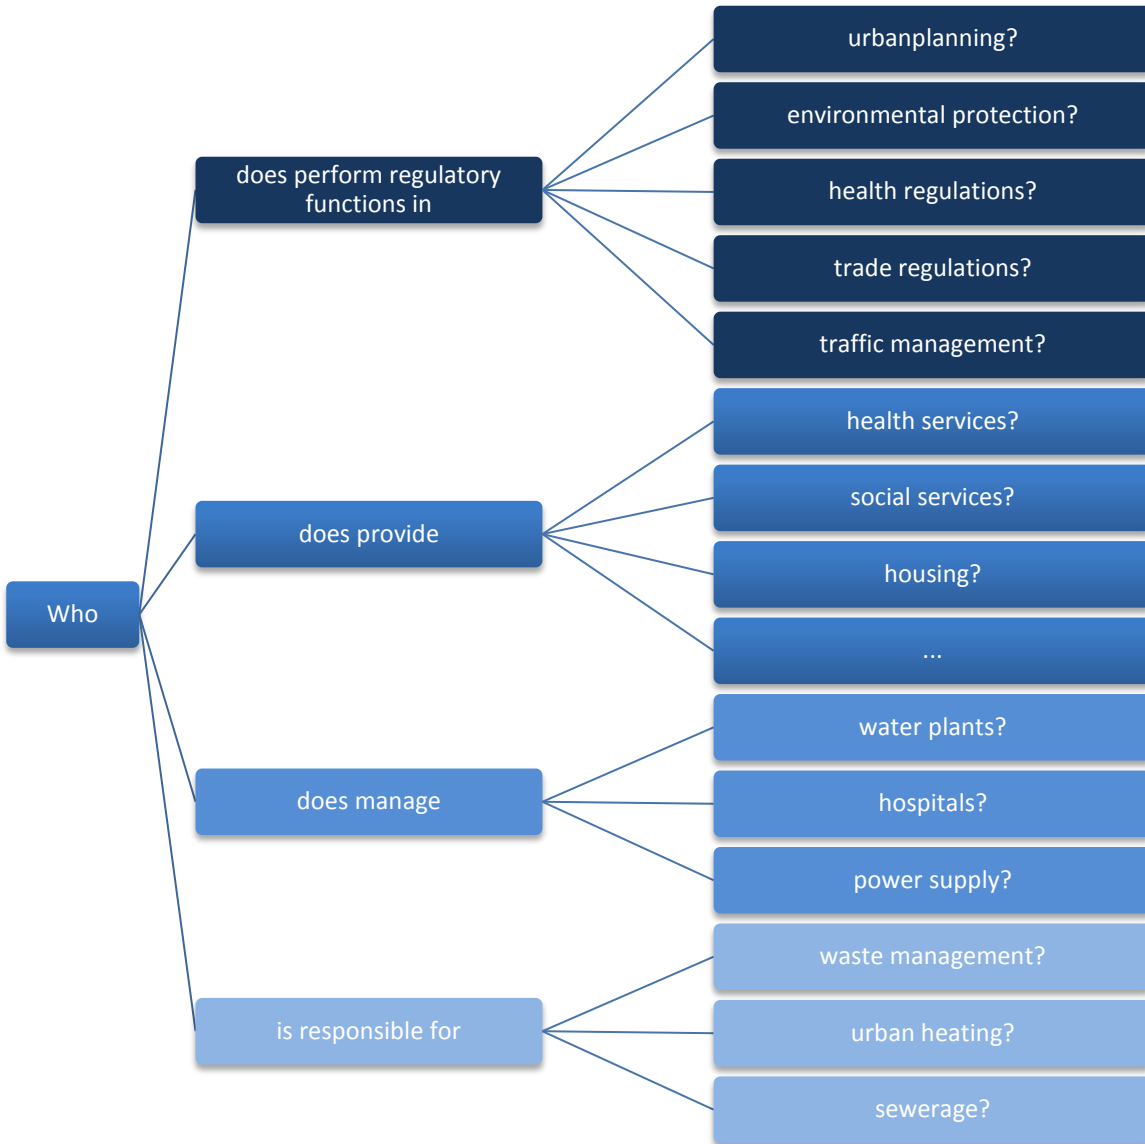 Who
does perform regulatory
functions in
urbanplanning?
environmental protection?
health regulations?
trade regulations?
traffic management?
does provide
health services?
social services?
housing?
...
does manage
water plants?
hospitals?
power supply?
is responsible for
waste management?
urban heating?
sewerage?